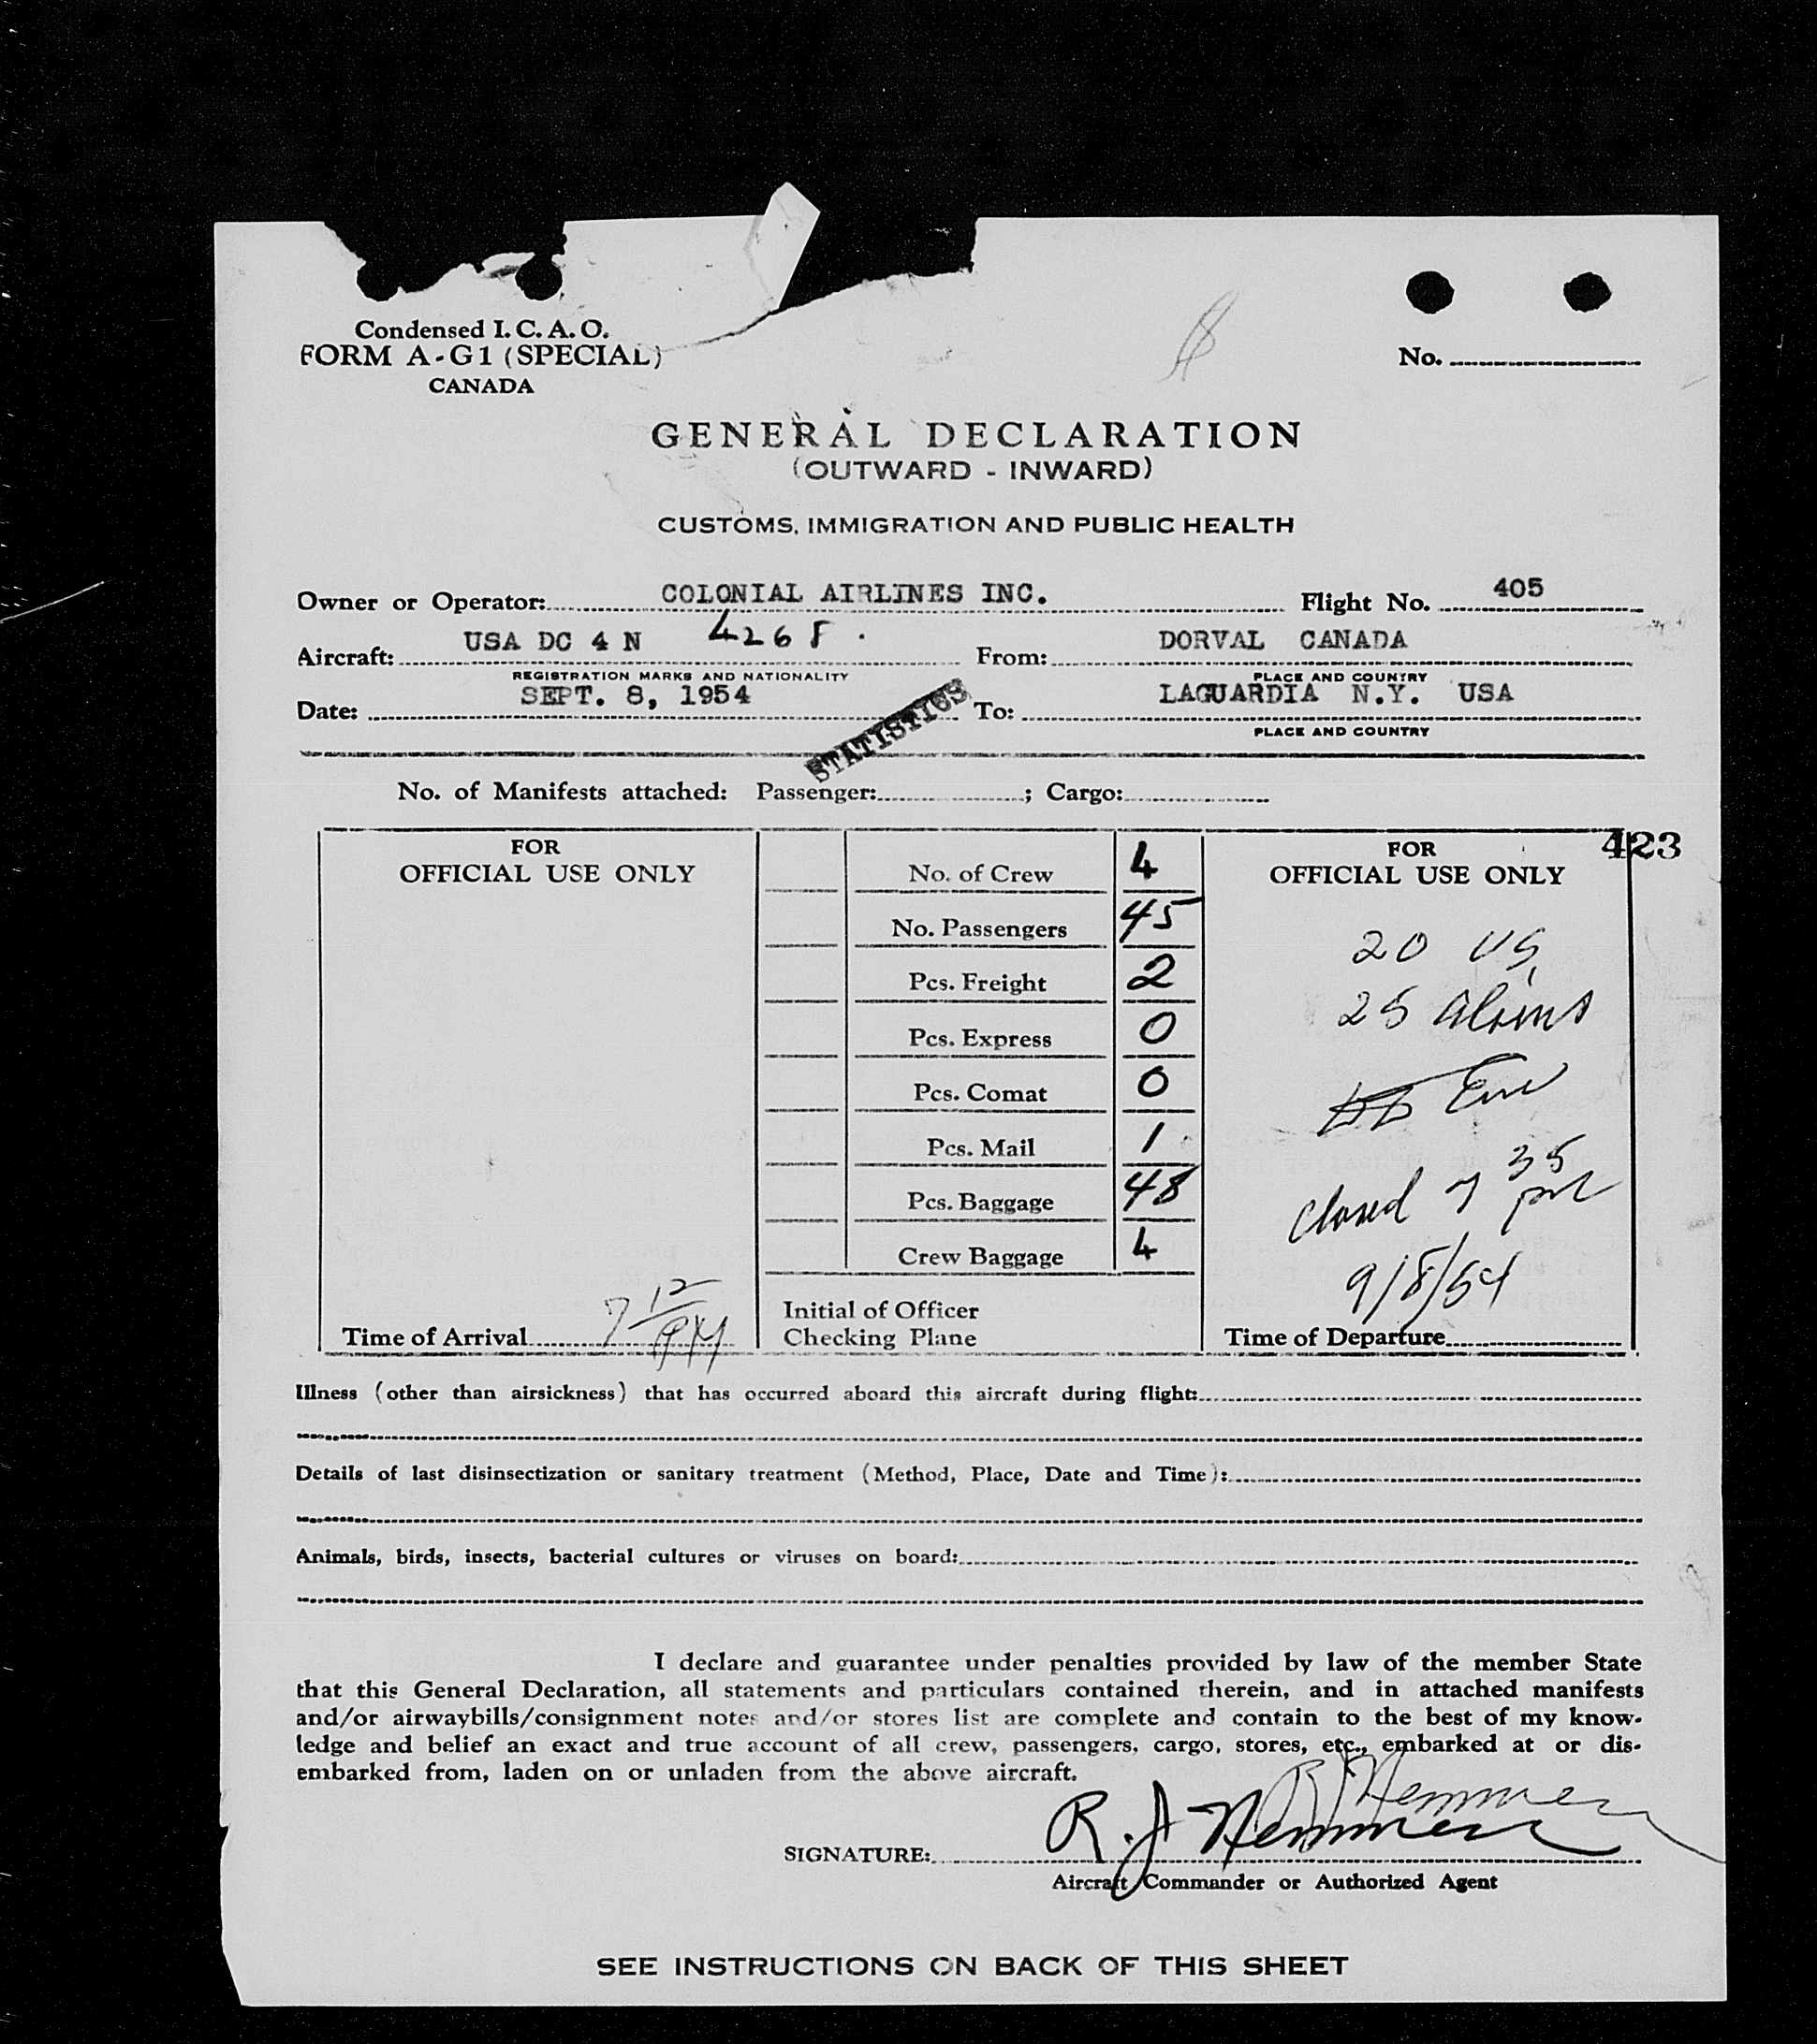 Condensed I.C.A.O.
FORM A-G1 (SPECIAL)
CANADA
No.
GENERAL DECLARATION
(OUTWARD - INWARD)
CUSTOMS, IMMIGRATION AND PUBLIC HEALTH
Owner or Operator: COLONIAL AIRLINES INC. Flight No. 405
Aircraft: USA DC 4 N From: DORVAL CANADA
REGISTRATION MARKS AND NATIONALITY PLACE AND COUNTRY
Date: SEPT. 8, 1954 To: LAGUARDIA N.Y. USA
PLACE AND COUNTRY
STATISTICS
No. of Manifests attached: Passenger: ; Cargo:
423
FOR
OFFICIAL USE ONLY
Time of Arrival 7 12 PM
No. of Crew 4
No. Passengers 45
Pcs. Freight 2
Pcs. Express 0
Pcs. Comat 0
Pcs. Mail 1
Pcs. Baggage 48
Crew Baggage 4
Initial of Officer
Checking Plane
FOR
OFFICIAL USE ONLY
20 US
25 aliens
closed 7 35 pm
9/8/54
Time of Departure
Illness (other than airsickness) that has occurred aboard this aircraft during flight:
Details of last disinsectization or sanitary treatment (Method, Place, Date and Time):
Animals, birds, insects, bacterial cultures or viruses on board:
I declare and guarantee under penalties provided by law of the member State
that this General Declaration, all statements and particulars contained therein, and in attached manifests
and/or airwaybills/consignment notes and/or stores list are complete and contain to the best of my know-
ledge and belief an exact and true account of all crew, passengers, cargo, stores, etc., embarked at or dis-
embarked from, laden on or unladen from the above aircraft.
SIGNATURE: R. J
Aircraft Commander or Authorized Agent
SEE INSTRUCTIONS ON BACK OF THIS SHEET